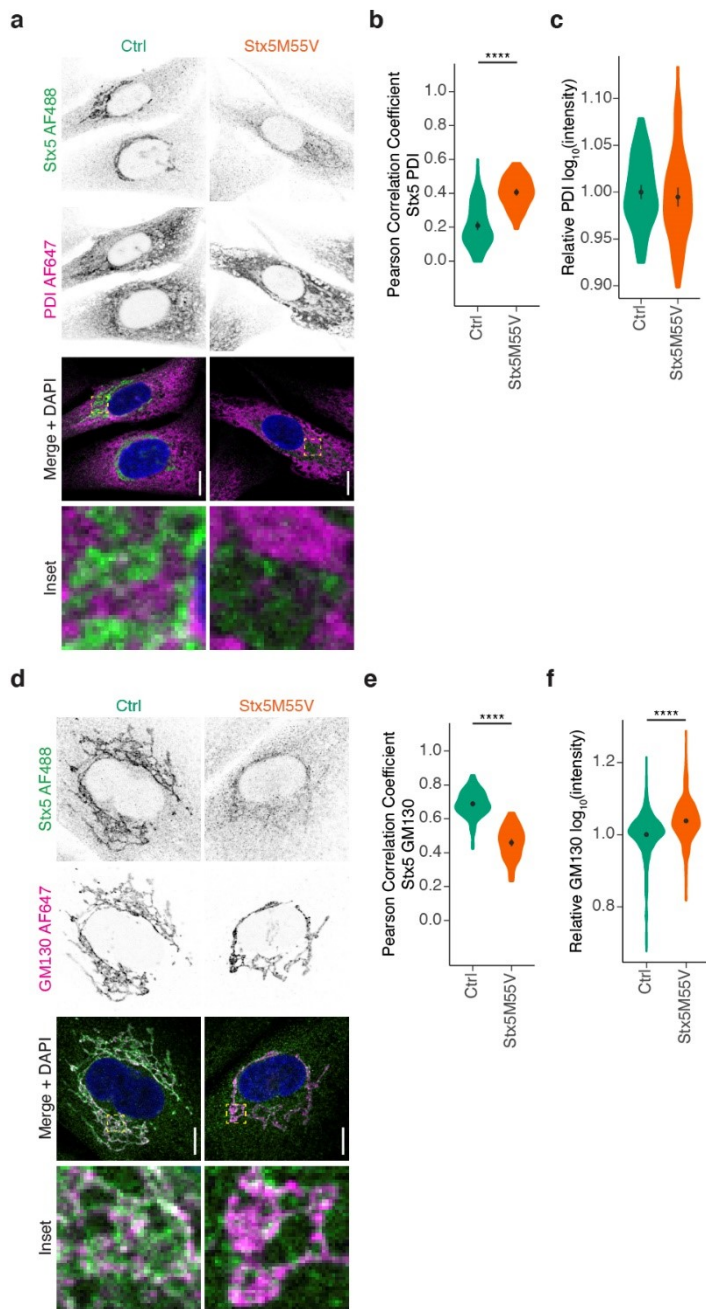 a
Ctrl
Stx5M55V
Stx5 AF488
PDI AF647
Merge + DAPI
Inset
b
****
Pearson Correlation Coefficient
Stx5 PDI
1.0
0.8
0.6
0.4
0.2
0.0
Ctrl
Stx5M55V
c
Relative PDI log₁₀(intensity)
1.10
1.05
1.00
0.95
0.90
Ctrl
Stx5M55V
d
Ctrl
Stx5M55V
Stx5 AF488
GM130 AF647
Merge + DAPI
Inset
e
****
Pearson Correlation Coefficient
Stx5 GM130
1.0
0.8
0.6
0.4
0.2
0.0
Ctrl
Stx5M55V
f
****
Relative GM130 log₁₀(intensity)
1.2
1.0
0.8
Ctrl
Stx5M55V